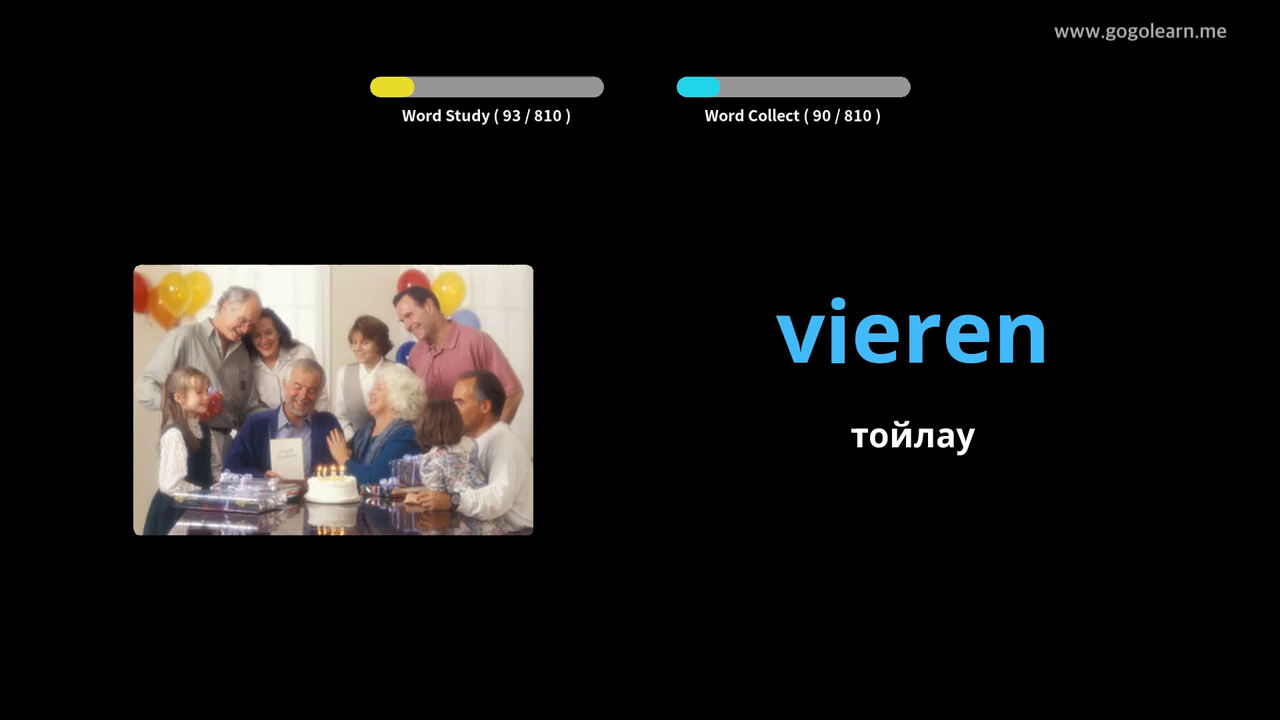 www.gogolearn.me
Word Study ( 93 / 810 )
Word Collect ( 90 / 810 )
vieren
тойлау